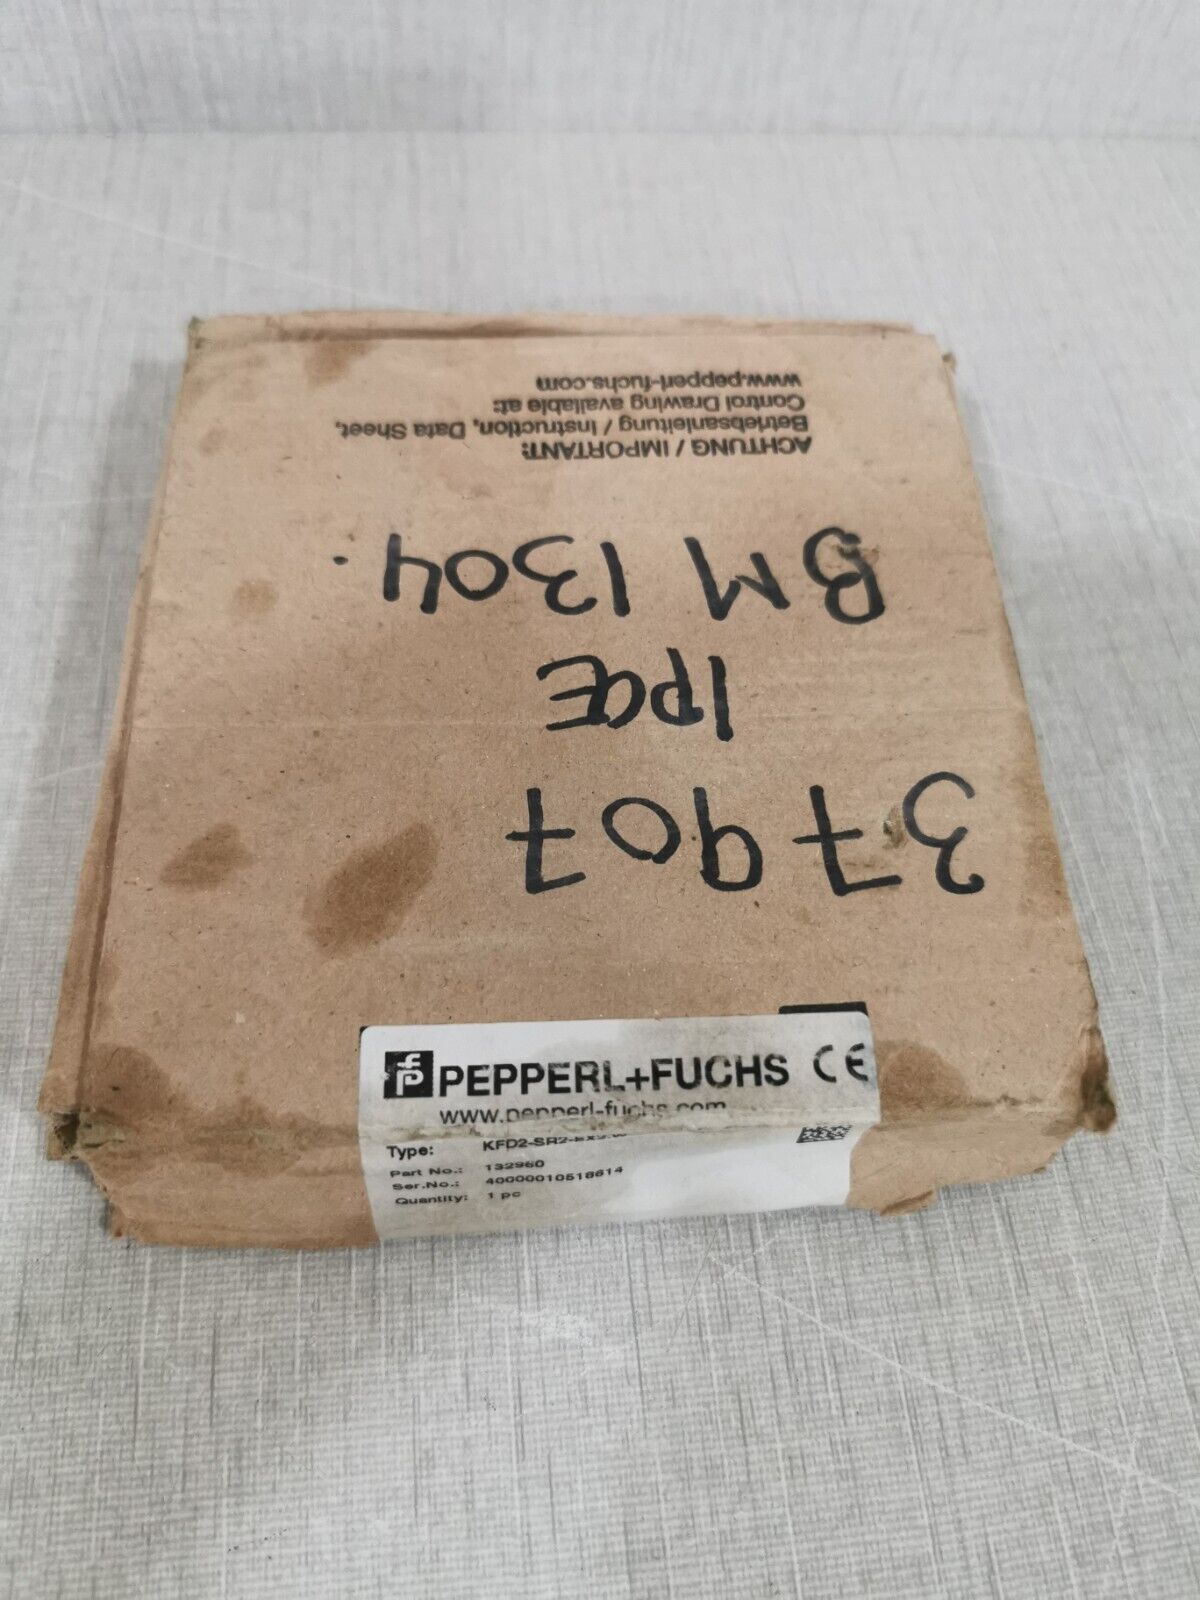 ACHTUNG / IMPORTANT:
Betriebsanleitung / Instruction, Data Sheet,
Control Drawing available at:
www.pepperl-fuchs.com
37907
BM 1304.
PEPPERL+FUCHS CE
www.pepperl-fuchs.com
Type:
Part No.: 132960
Ser.No.: 40000010518614
Quantity: 1 pc